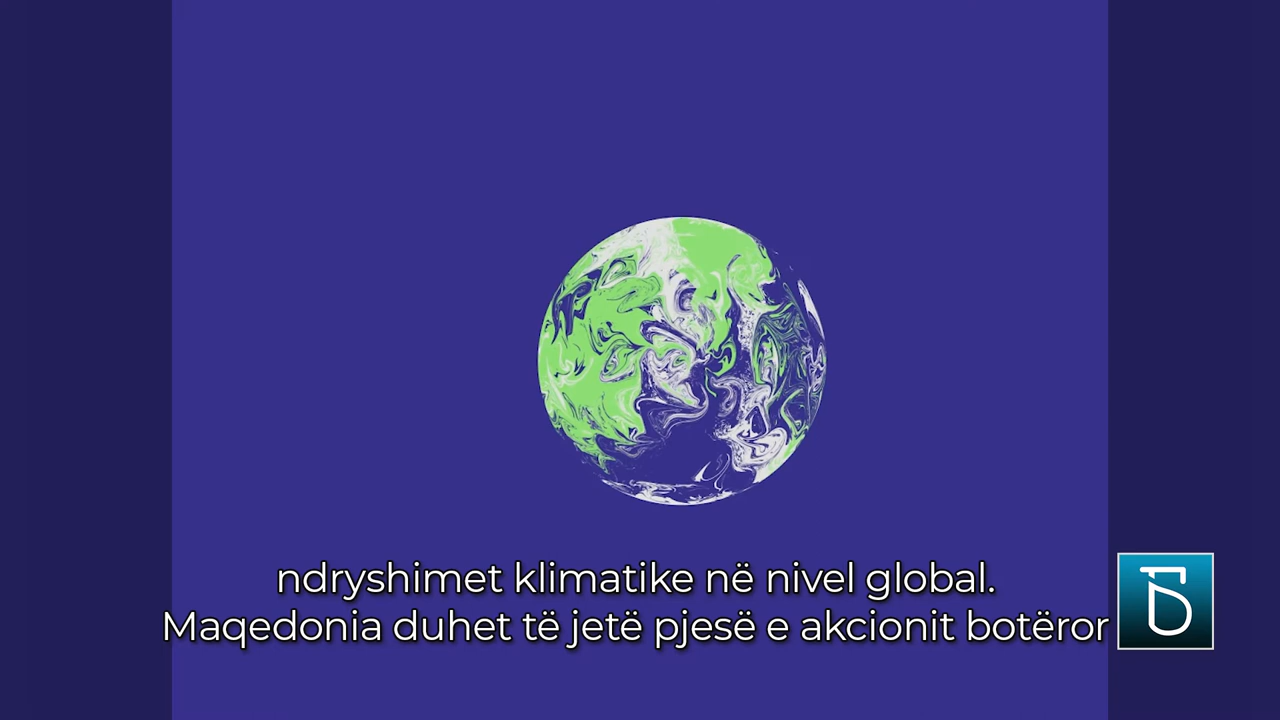 ndryshimet klimatike në nivel global.
Maqedonia duhet të jetë pjesë e akcionit botëror